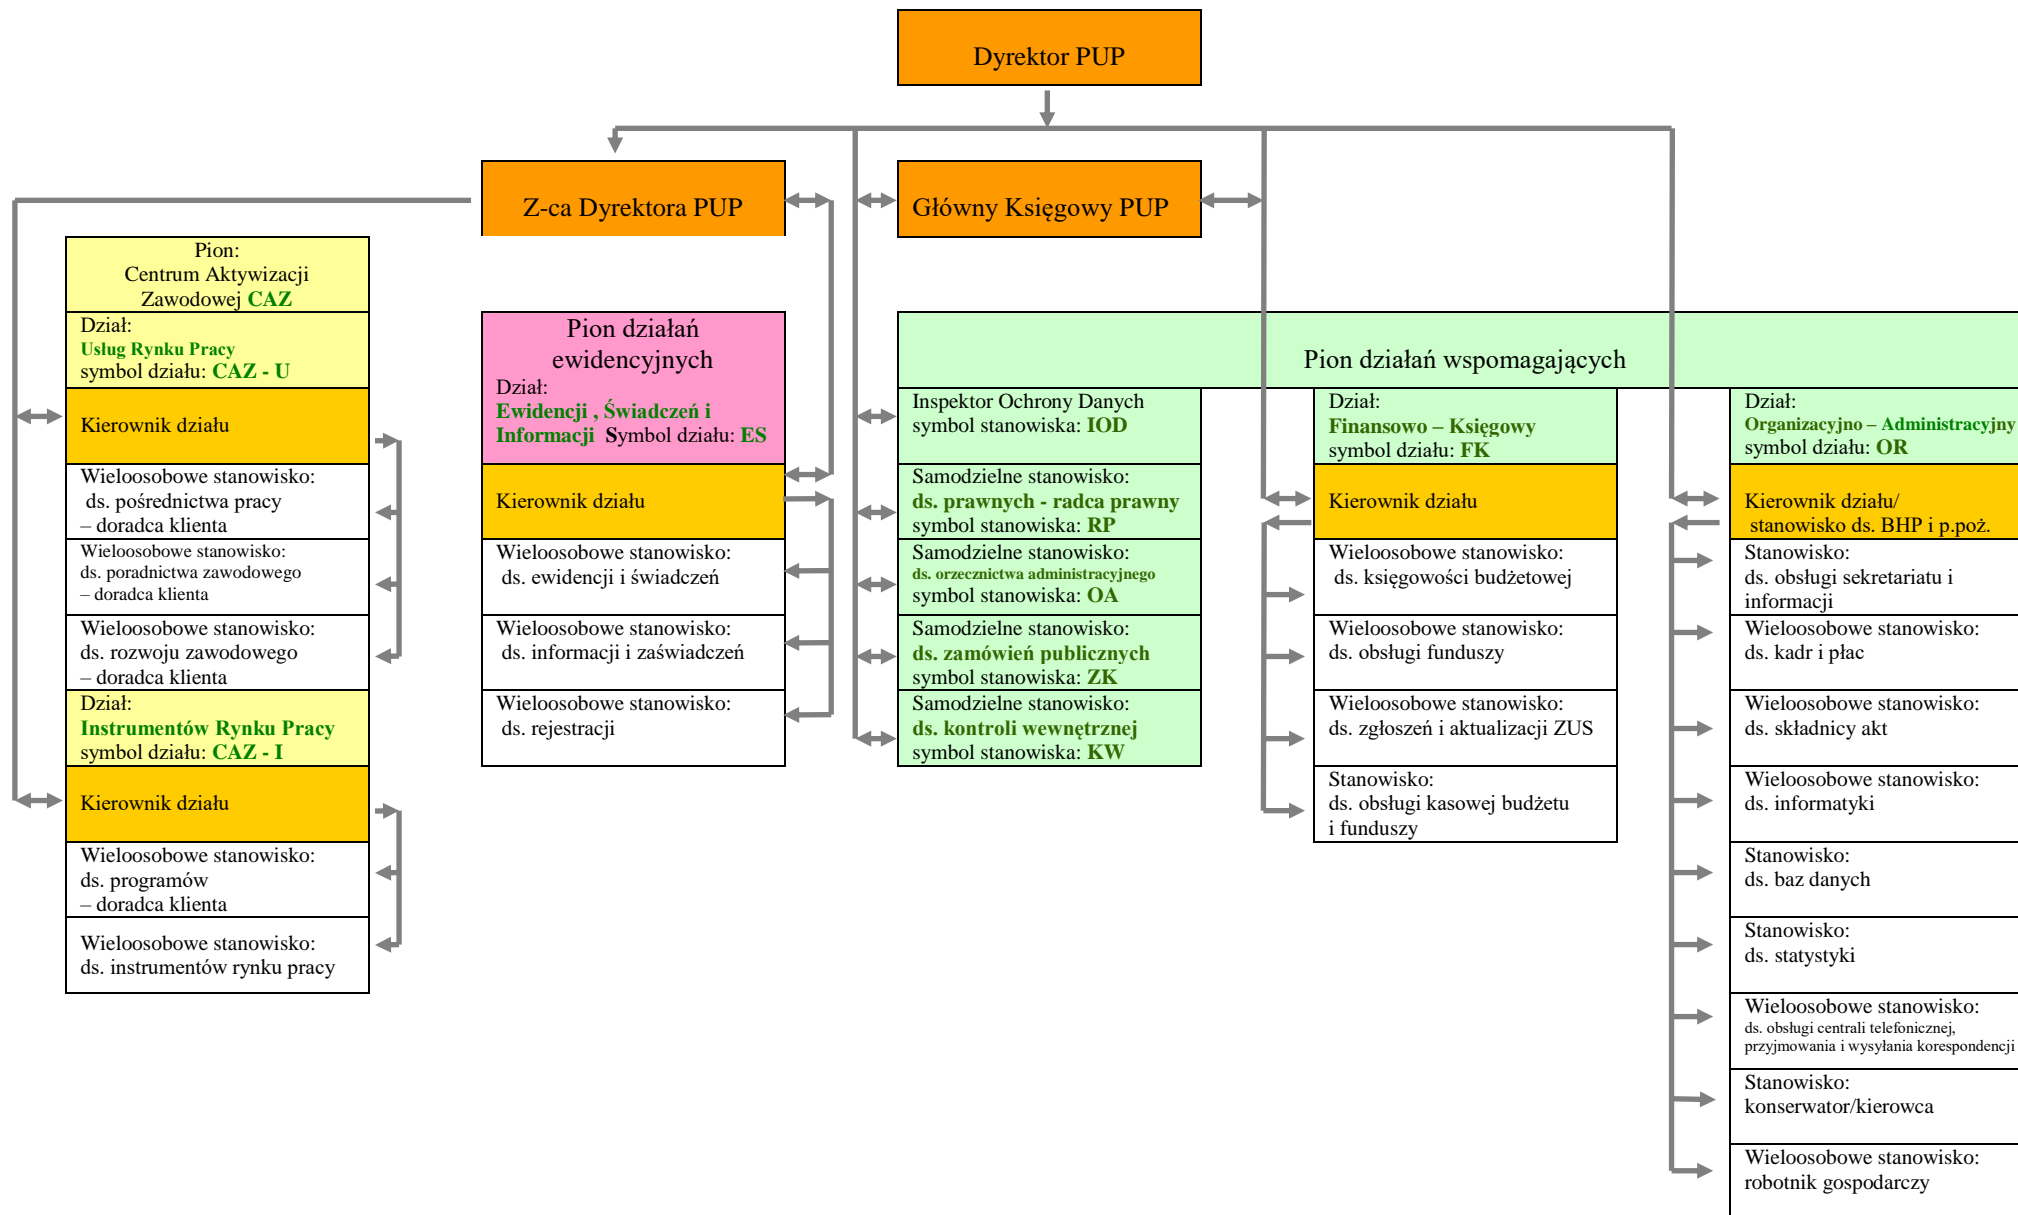 Dyrektor PUP
Z-ca Dyrektora PUP
Główny Księgowy PUP
Pion:
Centrum Aktywizacji
Zawodowej CAZ
Dział:
Usług Rynku Pracy
symbol działu: CAZ - U
Kierownik działu
Wieloosobowe stanowisko:
ds. pośrednictwa pracy
– doradca klienta
Wieloosobowe stanowisko:
ds. poradnictwa zawodowego
– doradca klienta
Wieloosobowe stanowisko:
ds. rozwoju zawodowego
– doradca klienta
Dział:
Instrumentów Rynku Pracy
symbol działu: CAZ - I
Kierownik działu
Wieloosobowe stanowisko:
ds. programów
– doradca klienta
Wieloosobowe stanowisko:
ds. instrumentów rynku pracy
Pion działań
ewidencyjnych
Dział:
Ewidencji , Świadczeń i
Informacji Symbol działu: ES
Kierownik działu
Wieloosobowe stanowisko:
ds. ewidencji i świadczeń
Wieloosobowe stanowisko:
ds. informacji i zaświadczeń
Wieloosobowe stanowisko:
ds. rejestracji
Pion działań wspomagających
Inspektor Ochrony Danych
symbol stanowiska: IOD
Samodzielne stanowisko:
ds. prawnych - radca prawny
symbol stanowiska: RP
Samodzielne stanowisko:
ds. orzecznictwa administracyjnego
symbol stanowiska: OA
Samodzielne stanowisko:
ds. zamówień publicznych
symbol stanowiska: ZK
Samodzielne stanowisko:
ds. kontroli wewnętrznej
symbol stanowiska: KW
Dział:
Finansowo – Księgowy
symbol działu: FK
Kierownik działu
Wieloosobowe stanowisko:
ds. księgowości budżetowej
Wieloosobowe stanowisko:
ds. obsługi funduszy
Wieloosobowe stanowisko:
ds. zgłoszeń i aktualizacji ZUS
Stanowisko:
ds. obsługi kasowej budżetu
i funduszy
Dział:
Organizacyjno – Administracyjny
symbol działu: OR
Kierownik działu/
stanowisko ds. BHP i p.poż.
Stanowisko:
ds. obsługi sekretariatu i
informacji
Wieloosobowe stanowisko:
ds. kadr i płac
Wieloosobowe stanowisko:
ds. składnicy akt
Wieloosobowe stanowisko:
ds. informatyki
Stanowisko:
ds. baz danych
Stanowisko:
ds. statystyki
Wieloosobowe stanowisko:
ds. obsługi centrali telefonicznej,
przyjmowania i wysyłania korespondencji
Stanowisko:
konserwator/kierowca
Wieloosobowe stanowisko:
robotnik gospodarczy